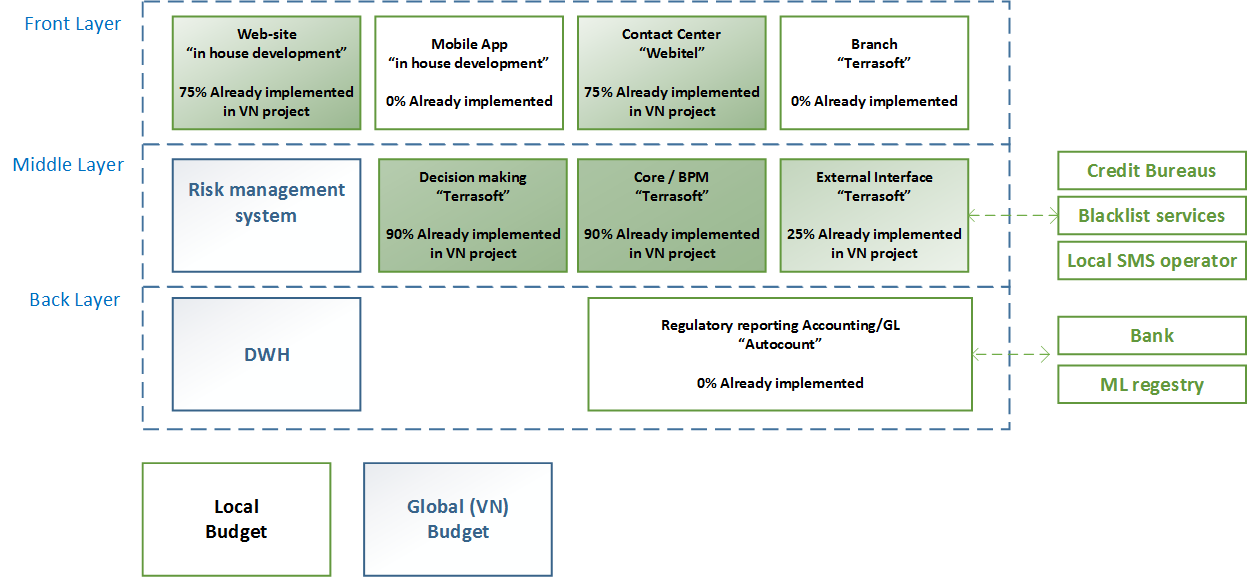 Front Layer
Web-site
“in house development”
75% Already implemented
in VN project
Mobile App
“in house development”
0% Already implemented
Contact Center
“Webitel”
75% Already implemented
in VN project
Branch
“Terrasoft”
0% Already implemented
Middle Layer
Risk management
system
Decision making
“Terrasoft”
90% Already implemented
in VN project
Core / BPM
“Terrasoft”
90% Already implemented
in VN project
External Interface
“Terrasoft”
25% Already implemented
in VN project
Credit Bureaus
Blacklist services
Local SMS operator
Back Layer
DWH
Regulatory reporting Accounting/GL
“Autocount”
0% Already implemented
Bank
ML regestry
Local
Budget
Global (VN)
Budget